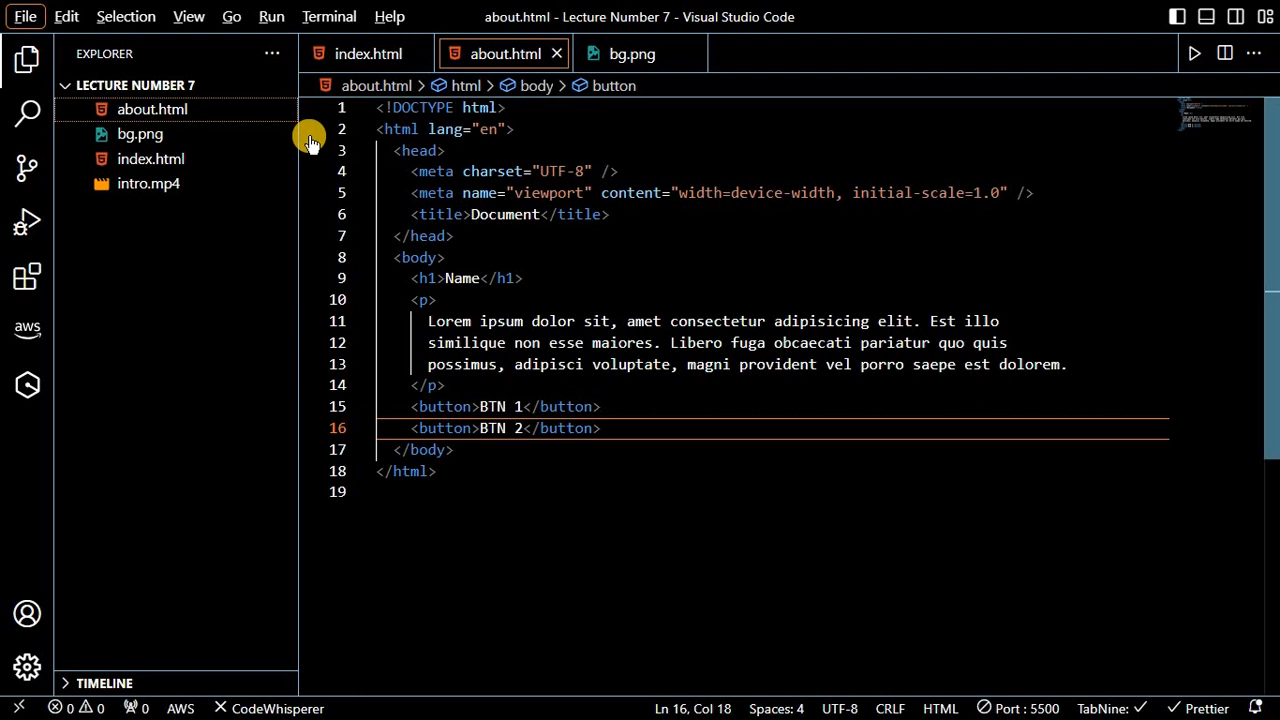 File Edit Selection View Go Run Terminal Help about.html - Lecture Number 7 - Visual Studio Code
EXPLORER
LECTURE NUMBER 7
about.html
bg.png
index.html
intro.mp4
TIMELINE
aws
index.html about.html bg.png
about.html > html > body > button
1 <!DOCTYPE html>
2 <html lang="en">
3 <head>
4 <meta charset="UTF-8" />
5 <meta name="viewport" content="width=device-width, initial-scale=1.0" />
6 <title>Document</title>
7 </head>
8 <body>
9 <h1>Name</h1>
10 <p>
11 Lorem ipsum dolor sit, amet consectetur adipisicing elit. Est illo
12 similique non esse maiores. Libero fuga obcaecati pariatur quo quis
13 possimus, adipisci voluptate, magni provident vel porro saepe est dolorem.
14 </p>
15 <button>BTN 1</button>
16 <button>BTN 2</button>
17 </body>
18 </html>
19
0 0 0 AWS CodeWhisperer Ln 16, Col 18 Spaces: 4 UTF-8 CRLF HTML Port : 5500 TabNine: Prettier